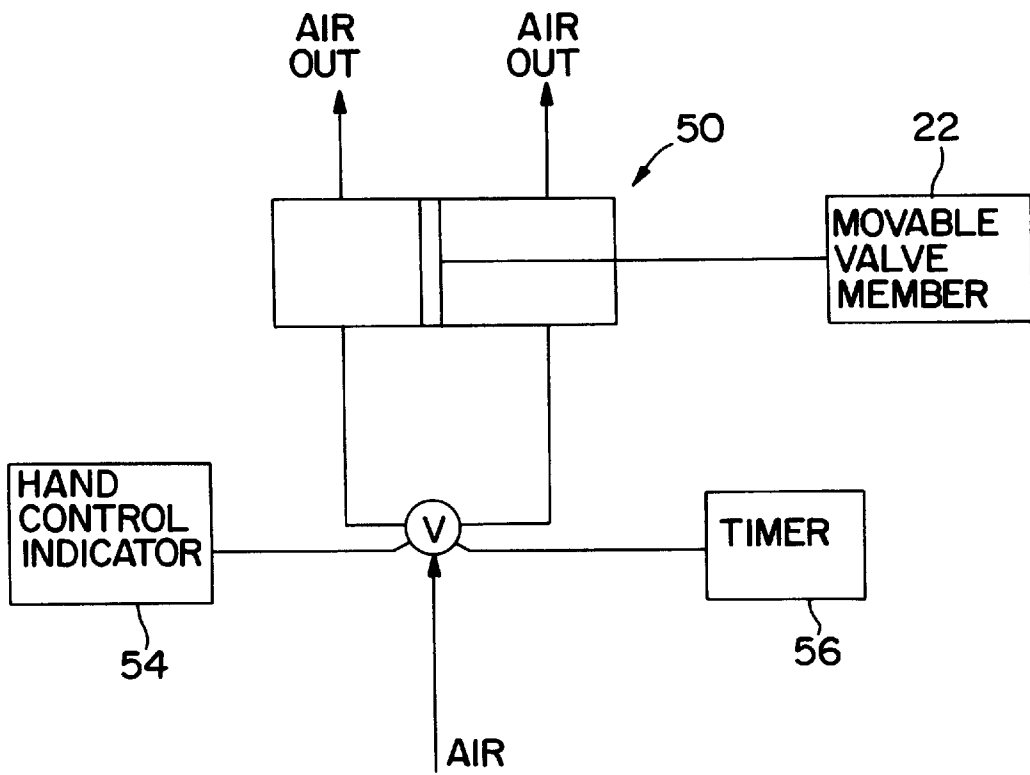 AIR
OUT
AIR
OUT
50
22
MOVABLE
VALVE
MEMBER
HAND
CONTROL
INDICATOR
V
TIMER
54
56
AIR